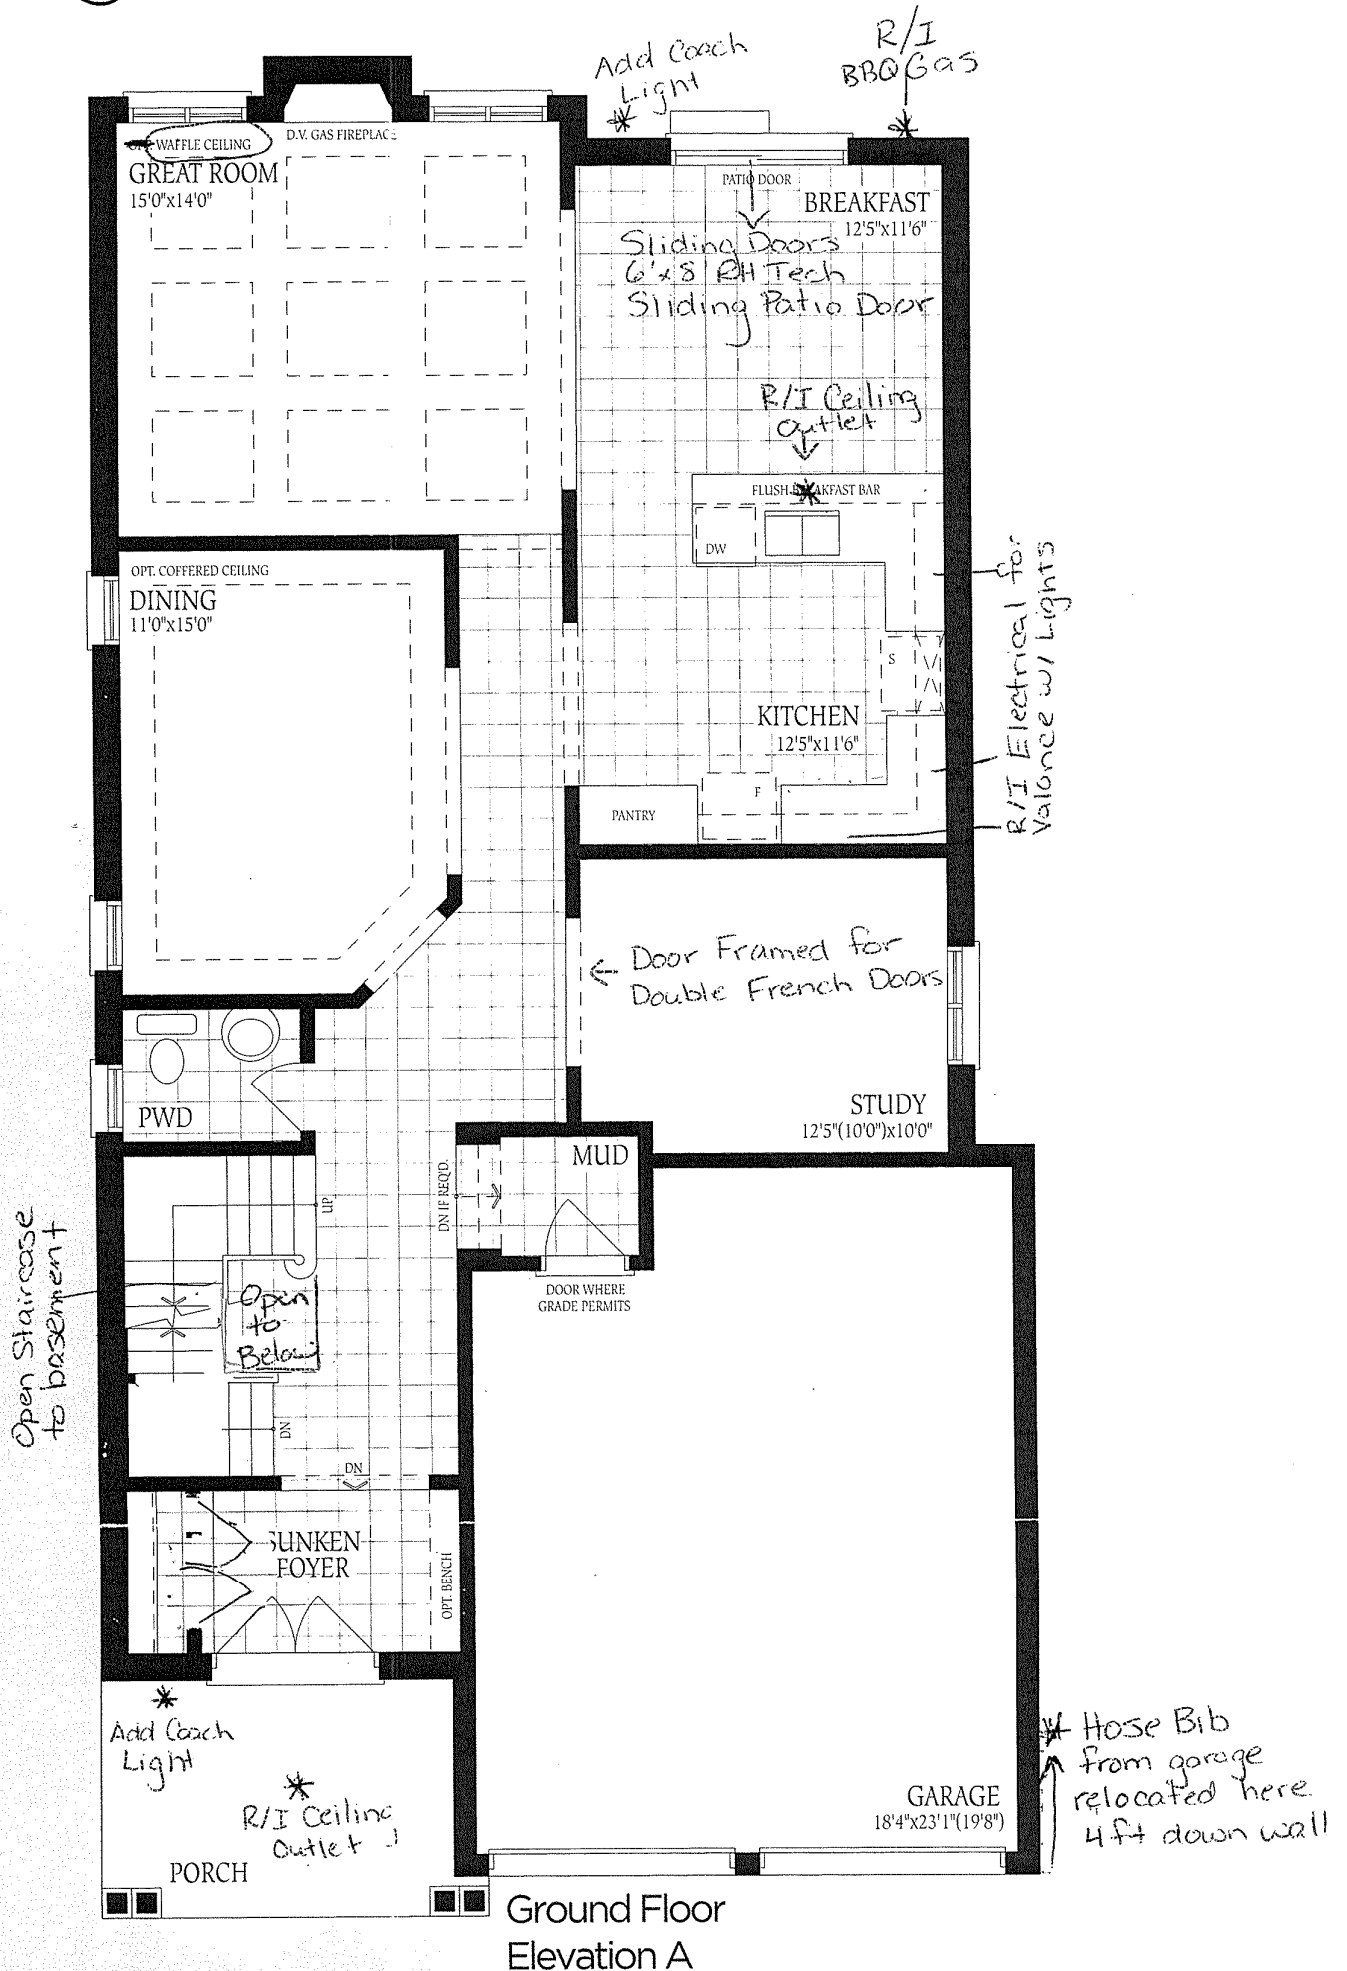 R/I
BBQ Gas
Add Coach
Light
WAFFLE CEILING
D.V. GAS FIREPLACE
GREAT ROOM
15'0"x14'0"
PATIO DOOR
BREAKFAST
12'5"x11'6"
Sliding Doors
6'x8' RH Tech
Sliding Patio Door
R/I Ceiling
Outlet
FLUSH BREAKFAST BAR
DW
OPT. COFFERED CEILING
DINING
11'0"x15'0"
S
R/I Electrical for
Valance w/ Lights
KITCHEN
12'5"x11'6"
F
PANTRY
Door Framed for
Double French Doors
PWD
STUDY
12'5"(10'0")x10'0"
MUD
DN IF REQ'D.
UP
DOOR WHERE
GRADE PERMITS
Open Staircase
to basement
Open
to
Below
DN
DN
SUNKEN
FOYER
OPT. BENCH
Add Coach
Light
R/I Ceiling
Outlet
PORCH
GARAGE
18'4"x23'1"(19'8")
Hose Bib
from garage
relocated here
4ft down wall
Ground Floor
Elevation A